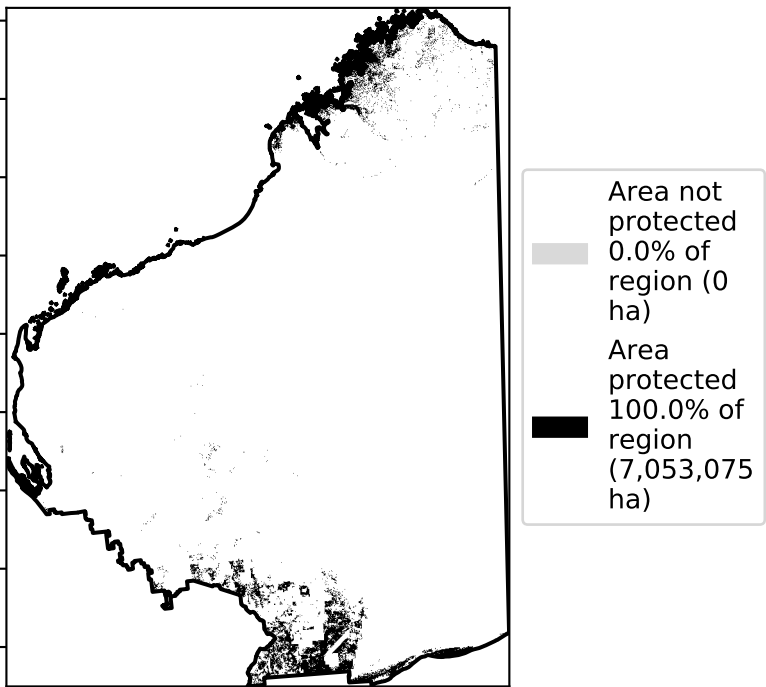 Area not
protected
0.0% of
region (0
ha)
Area
protected
100.0% of
region
(7,053,075
ha)